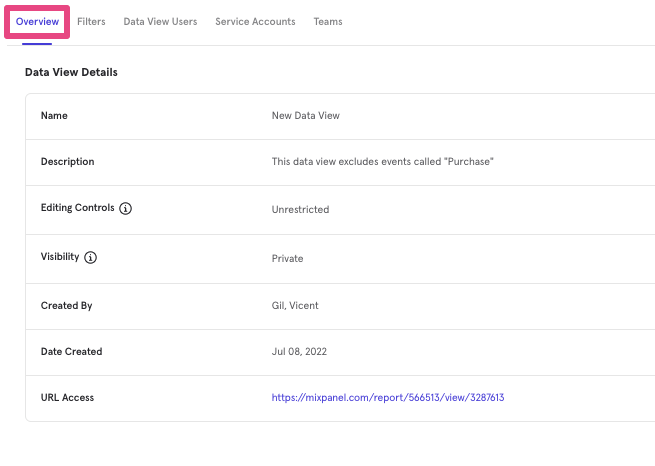 Overview Filters Data View Users Service Accounts Teams
Data View Details
Name New Data View
Description This data view excludes events called "Purchase"
Editing Controls Unrestricted
Visibility Private
Created By Gil, Vicent
Date Created Jul 08, 2022
URL Access https://mixpanel.com/report/566513/view/3287613